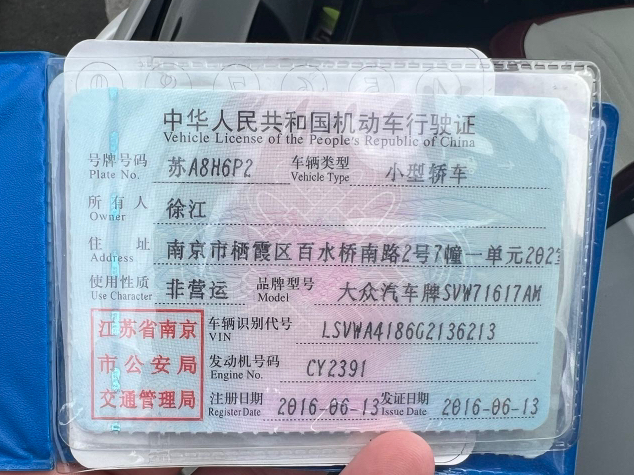 中华人民共和国机动车行驶证
Vehicle License of the People's Republic of China
号牌号码 苏A8H6P2 车辆类型 小型轿车
Plate No. Vehicle Type
所有人 徐江
Owner
住址 南京市栖霞区百水桥南路2号7幢一单元202室
Address
使用性质 非营运 品牌型号 大众汽车牌SVW71617AM
Use Character Model
江苏省南京 车辆识别代号 LSVWA4186G2136213
VIN
市公安局 发动机号码 CY2391
Engine No.
交通管理局 注册日期 2016-06-13 发证日期 2016-06-13
Register Date Issue Date